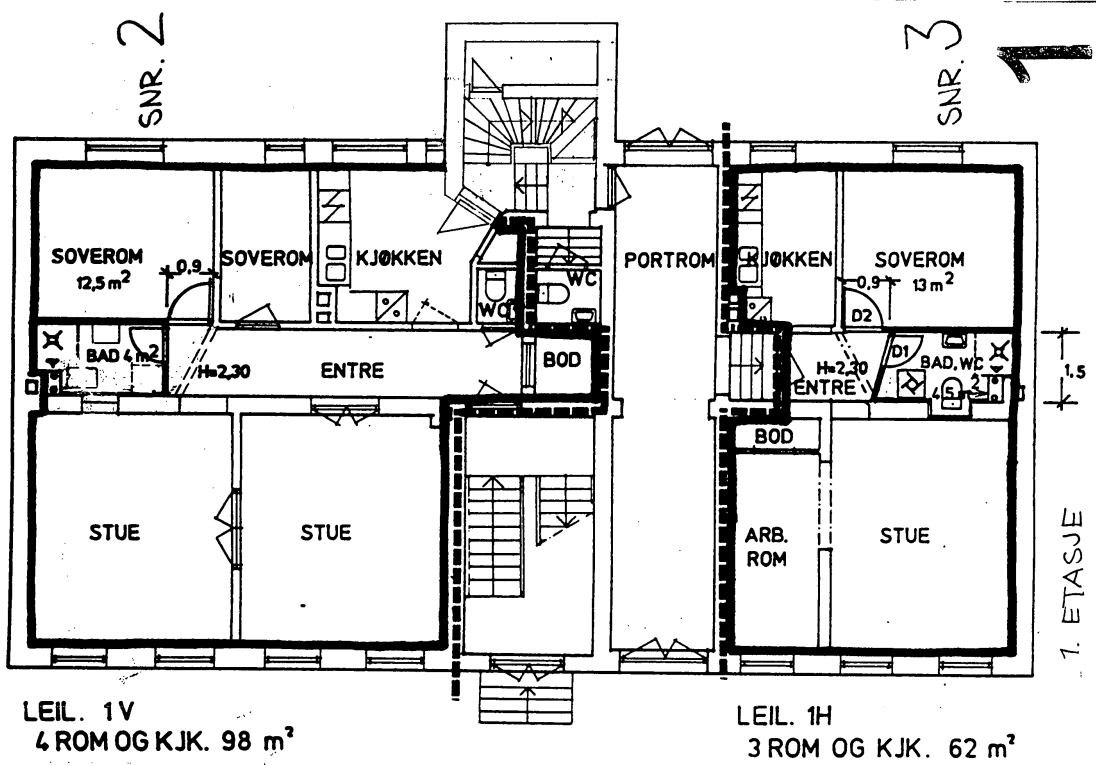 SNR. 2
SNR. 3
1
SOVEROM
12,5 m²
0,9
SOVEROM
KJØKKEN
WC
WC
PORTROM
KJØKKEN
SOVEROM
13 m²
0,9
D2
BAD 4 m²
H=2,30
ENTRE
BOD
H=2,30
ENTRE
D1
BAD, WC
4,5 m²
1.5
BOD
STUE
STUE
ARB.
ROM
STUE
1. ETASJE
LEIL. 1V
4 ROM OG KJK. 98 m²
LEIL. 1H
3 ROM OG KJK. 62 m²